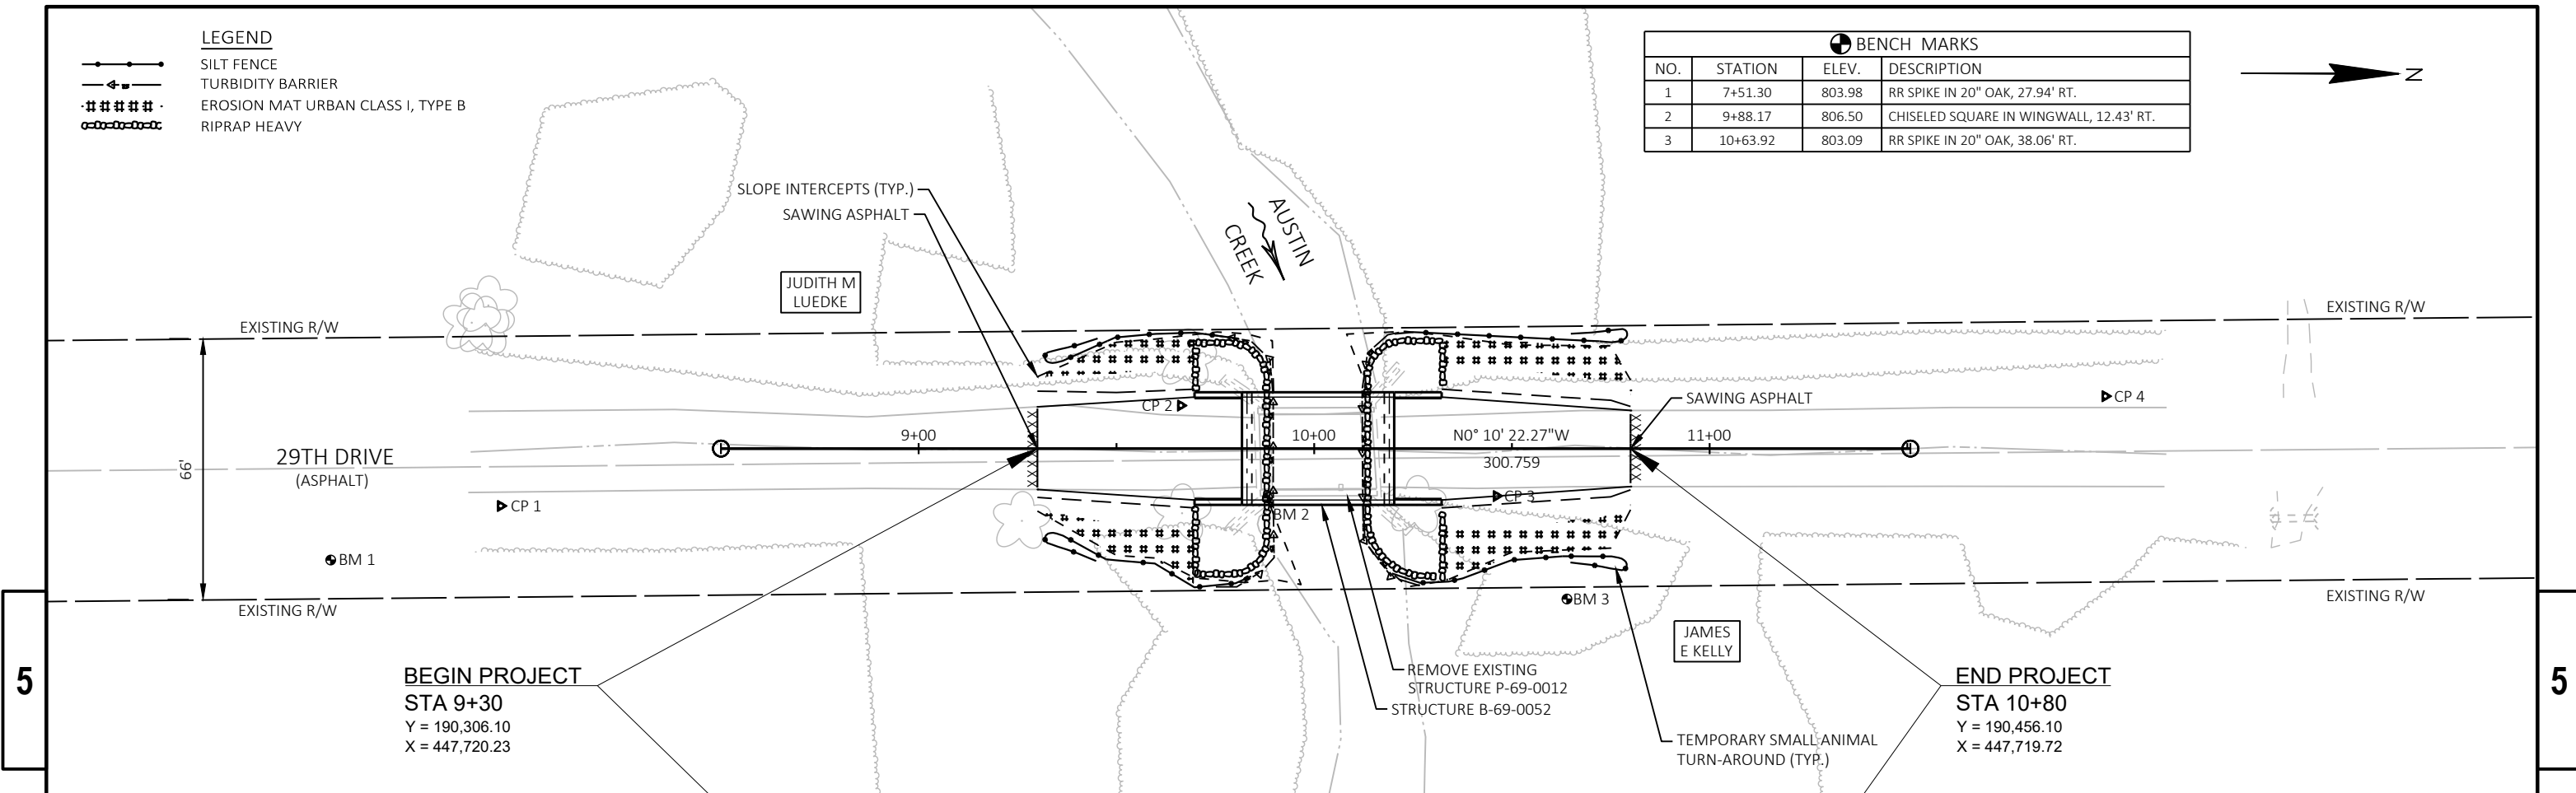 LEGEND
SILT FENCE
TURBIDITY BARRIER
EROSION MAT URBAN CLASS I, TYPE B
RIPRAP HEAVY
BENCH MARKS
NO. STATION ELEV. DESCRIPTION
1 7+51.30 803.98 RR SPIKE IN 20" OAK, 27.94' RT.
2 9+88.17 806.50 CHISELED SQUARE IN WINGWALL, 12.43' RT.
3 10+63.92 803.09 RR SPIKE IN 20" OAK, 38.06' RT.
N
SLOPE INTERCEPTS (TYP.)
SAWING ASPHALT
AUSTIN
CREEK
JUDITH M
LUEDKE
EXISTING R/W
EXISTING R/W
CP 2
SAWING ASPHALT
CP 4
9+00
10+00
N0° 10' 22.27"W
11+00
300.759
66'
29TH DRIVE
(ASPHALT)
CP 1
CP 3
BM 2
BM 1
BM 3
EXISTING R/W
EXISTING R/W
JAMES
E KELLY
5
BEGIN PROJECT
STA 9+30
Y = 190,306.10
X = 447,720.23
REMOVE EXISTING
STRUCTURE P-69-0012
STRUCTURE B-69-0052
TEMPORARY SMALL ANIMAL
TURN-AROUND (TYP.)
END PROJECT
STA 10+80
Y = 190,456.10
X = 447,719.72
5